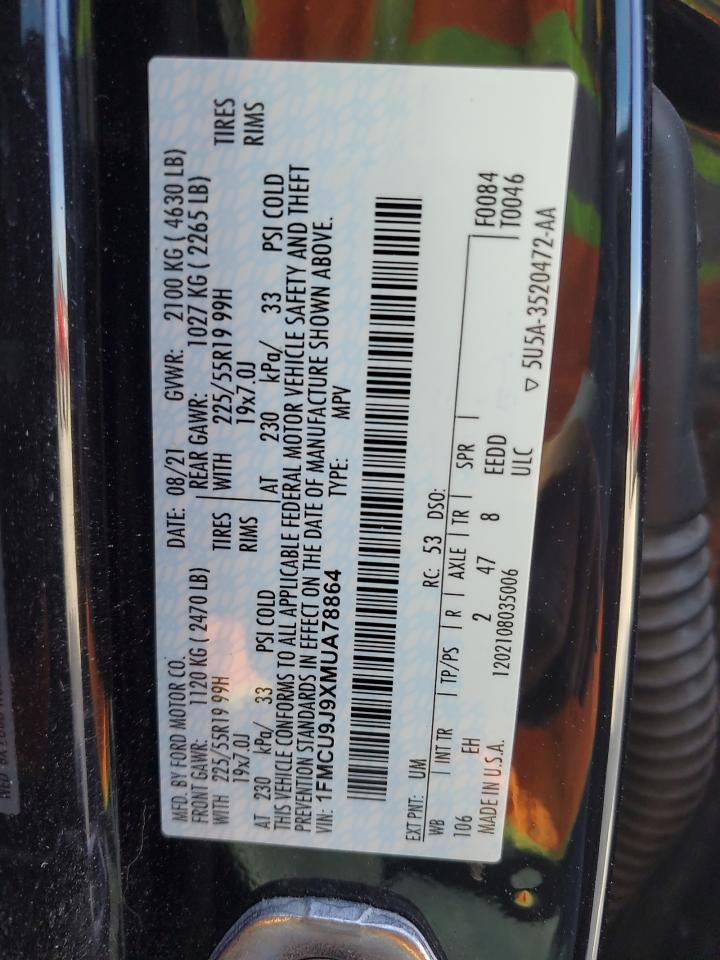 MFD. BY FORD MOTOR CO.
DATE: 08/21 GVWR: 2100 KG ( 4630 LB)
FRONT GAWR: 1120 KG ( 2470 LB) REAR GAWR: 1027 KG ( 2265 LB)
WITH 225/55R19 99H TIRES WITH 225/55R19 99H TIRES
19x7.0J RIMS 19x7.0J RIMS
AT 230 kPa/ 33 PSI COLD AT 230 kPa/ 33 PSI COLD
THIS VEHICLE CONFORMS TO ALL APPLICABLE FEDERAL MOTOR VEHICLE SAFETY AND THEFT
PREVENTION STANDARDS IN EFFECT ON THE DATE OF MANUFACTURE SHOWN ABOVE.
VIN: 1FMCU9J9XMUA78864 TYPE: MPV
EXT PNT: UM RC: 53 DSO:
WB INT TR TP/PS R AXLE TR SPR F0084
106 EH 2 47 8 EEDD T0046
MADE IN U.S.A. 1202108035006 ULC ▽ 5U5A-3520472-AA